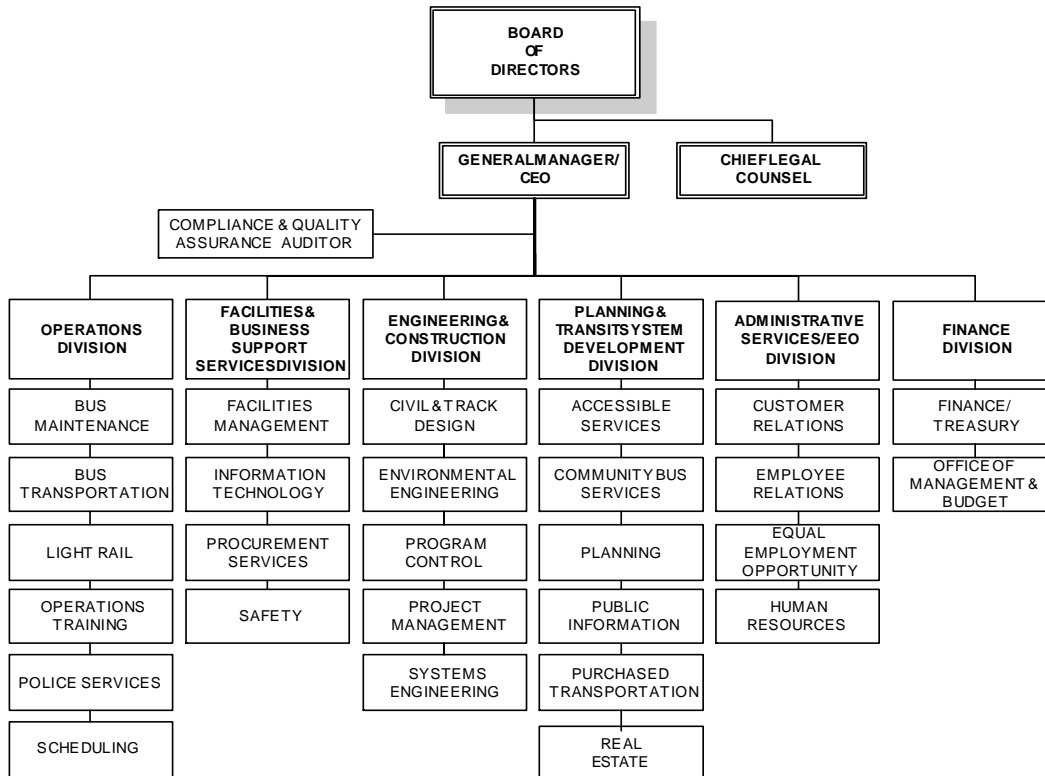 BOARD
OF
DIRECTORS
GENERALMANAGER/
CEO
CHIEFLEGAL
COUNSEL
COMPLIANCE & QUALITY
ASSURANCE AUDITOR
OPERATIONS
DIVISION
FACILITIES&
BUSINESS
SUPPORT
SERVICESDIVISION
ENGINEERING&
CONSTRUCTION
DIVISION
PLANNING&
TRANSITSYSTEM
DEVELOPMENT
DIVISION
ADMINISTRATIVE
SERVICES/EEO
DIVISION
FINANCE
DIVISION
BUS
MAINTENANCE
FACILITIES
MANAGEMENT
CIVIL&TRACK
DESIGN
ACCESSIBLE
SERVICES
CUSTOMER
RELATIONS
FINANCE/
TREASURY
BUS
TRANSPORTATION
INFORMATION
TECHNOLOGY
ENVIRONMENTAL
ENGINEERING
COMMUNITYBUS
SERVICES
EMPLOYEE
RELATIONS
OFFICEOF
MANAGEMENT&
BUDGET
LIGHT RAIL
PROCUREMENT
SERVICES
PROGRAM
CONTROL
PLANNING
EQUAL
EMPLOYMENT
OPPORTUNITY
OPERATIONS
TRAINING
SAFETY
PROJECT
MANAGEMENT
PUBLIC
INFORMATION
HUMAN
RESOURCES
POLICE SERVICES
SYSTEMS
ENGINEERING
PURCHASED
TRANSPORTATION
SCHEDULING
REAL
ESTATE